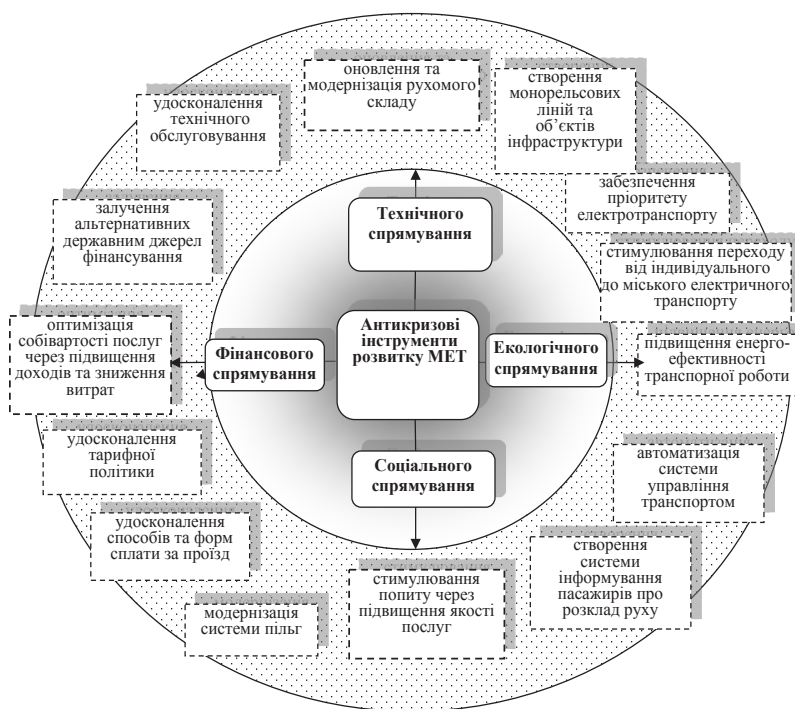 оновлення та
модернізація рухомого
складу
удосконалення
технічного
обслуговування
створення
монорельсових
ліній та
об’єктів
інфраструктури
забезпечення
пріоритету
електротранспорту
залучення
альтернативних
державним джерел
фінансування
Технічного
спрямування
стимулювання переходу
від індивідуального
до міського електричного
транспорту
оптимізація
собівартості послуг
через підвищення
доходів та зниження
витрат
Фінансового
спрямування
Антикризові
інструменти
розвитку МЕТ
Екологічного
спрямування
підвищення енерго-
ефективності
транспорної роботи
удосконалення
тарифної
політики
Соціального
спрямування
автоматизація
системи
управління
транспортом
удосконалення
способів та форм
сплати за проїзд
створення
системи
інформування
пасажирів про
розклад руху
модернізація
системи пільг
стимулювання
попиту через
підвищення якості
послуг